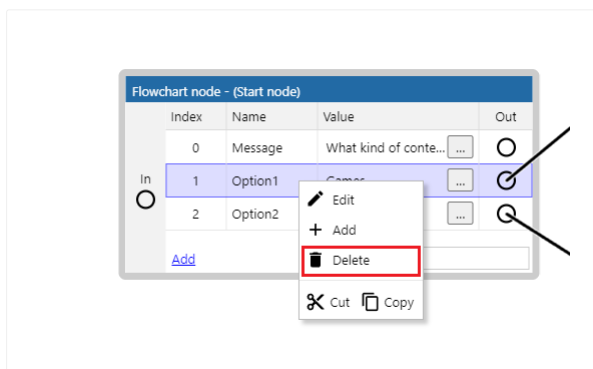 Flowchart node - (Start node)
Index Name Value Out
0 Message What kind of conte... ...
In
1 Option1 ...
2 Option2 ...
Edit
Add
Delete
Cut Copy
Add